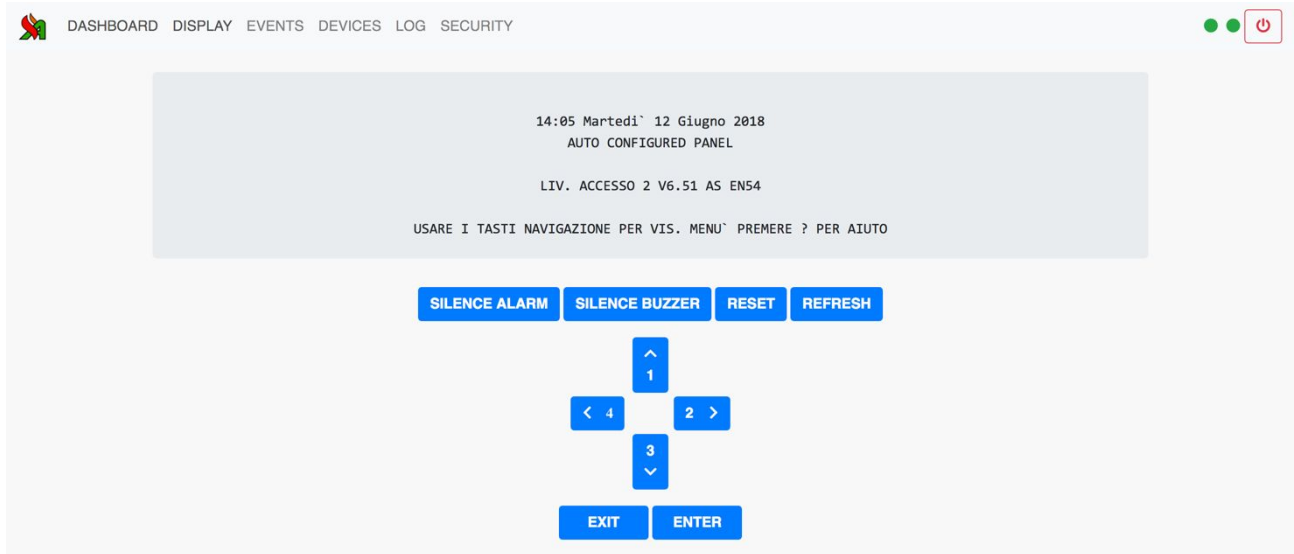 DASHBOARD DISPLAY EVENTS DEVICES LOG SECURITY
14:05 Martedi` 12 Giugno 2018
AUTO CONFIGURED PANEL
LIV. ACCESSO 2 V6.51 AS EN54
USARE I TASTI NAVIGAZIONE PER VIS. MENU` PREMERE ? PER AIUTO
SILENCE ALARM SILENCE BUZZER RESET REFRESH
1
4 2
3
EXIT ENTER